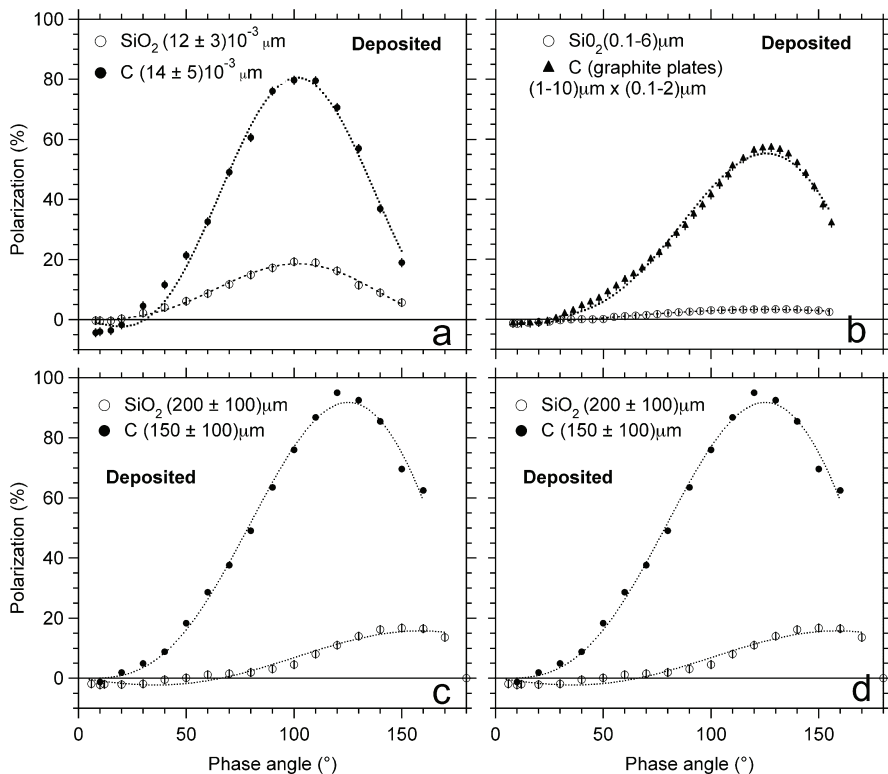 100
80
60
40
20
0
Polarization (%)
SiO2 (12 ± 3)10-3 μm
C (14 ± 5)10-3 μm
Deposited
a
Si02(0.1-6)μm
C (graphite plates)
(1-10)μm x (0.1-2)μm
Deposited
b
100
80
60
40
20
0
Polarization (%)
SiO2 (200 ± 100)μm
C (150 ± 100)μm
Deposited
c
0 50 100 150
Phase angle (°)
SiO2 (200 ± 100)μm
C (150 ± 100)μm
Deposited
d
0 50 100 150
Phase angle (°)